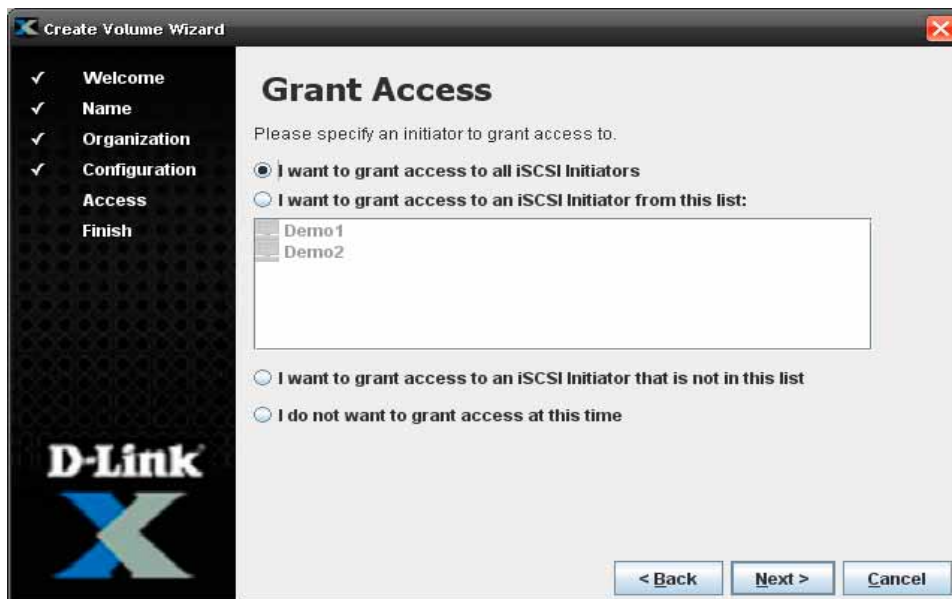 Create Volume Wizard
✓ Welcome
✓ Name
✓ Organization
✓ Configuration
Access
Finish
D-Link
Grant Access
Please specify an initiator to grant access to.
I want to grant access to all iSCSI Initiators
I want to grant access to an iSCSI Initiator from this list:
Demo1
Demo2
I want to grant access to an iSCSI Initiator that is not in this list
I do not want to grant access at this time
< Back
Next >
Cancel